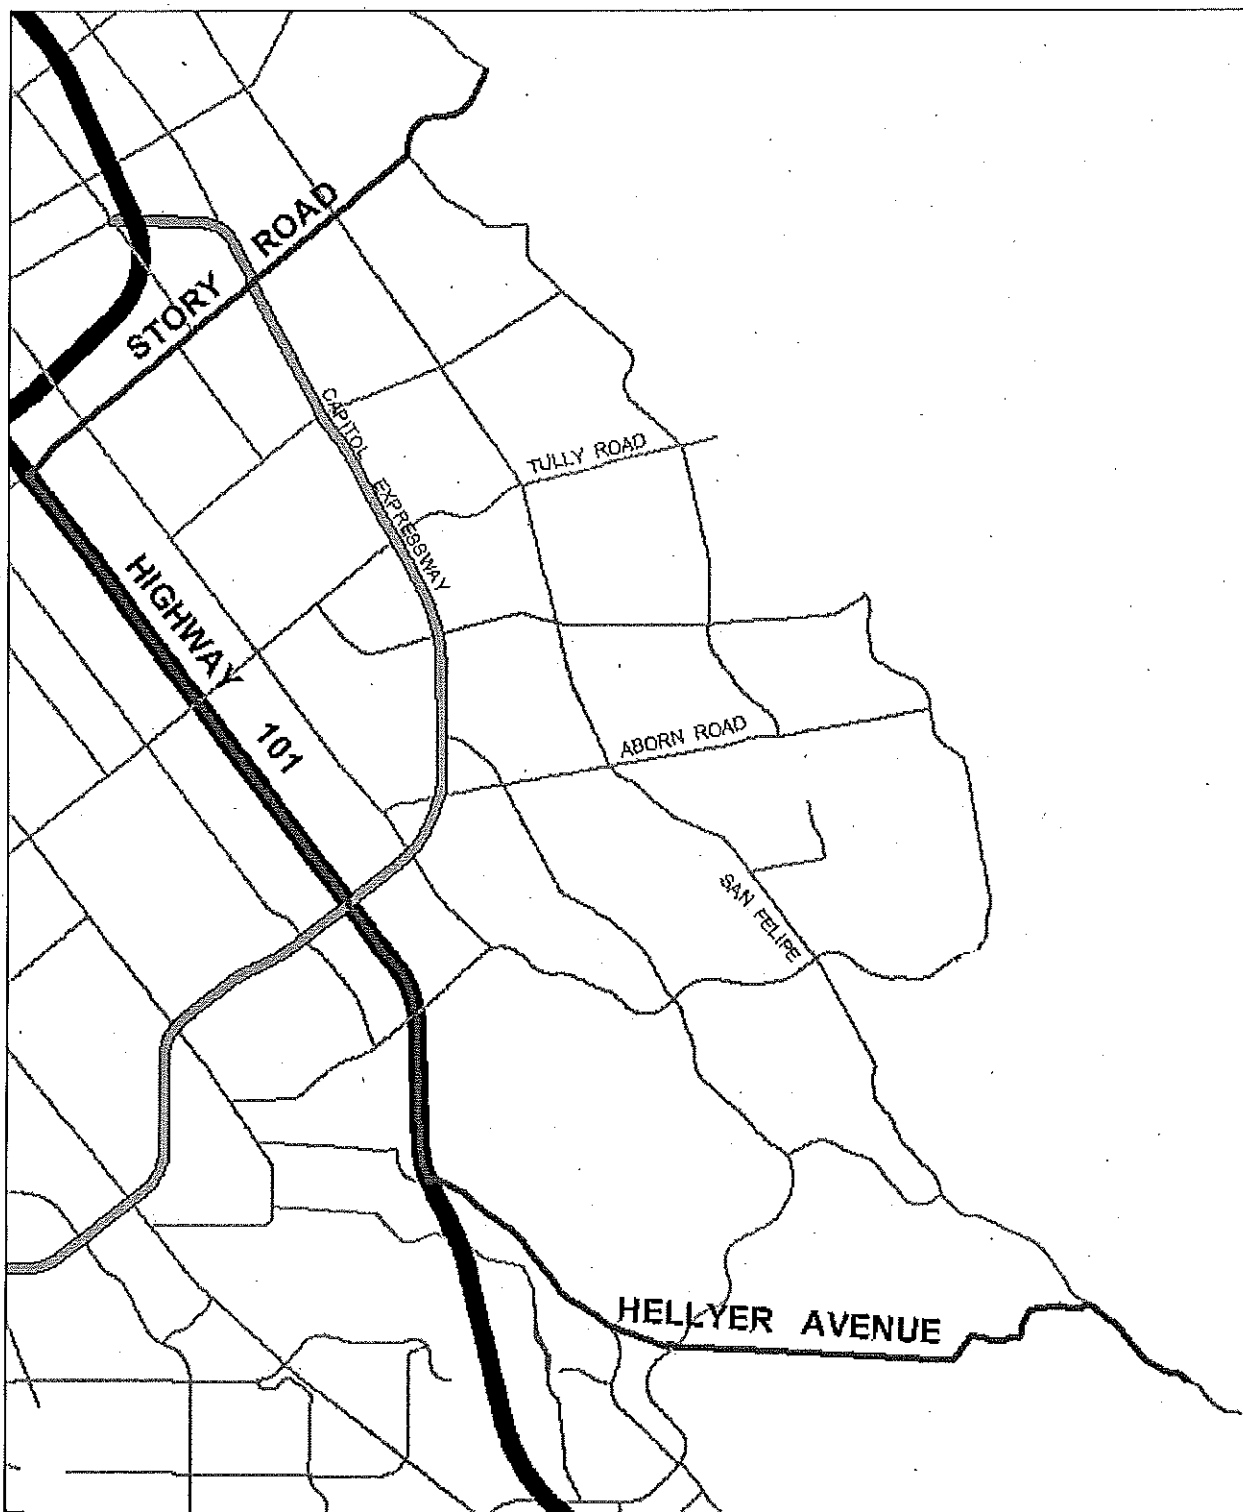 STORY ROAD
CAPITOL EXPRESSWAY
TULLY ROAD
HIGHWAY 101
ABORN ROAD
SAN FELIPE
HELLYER AVENUE